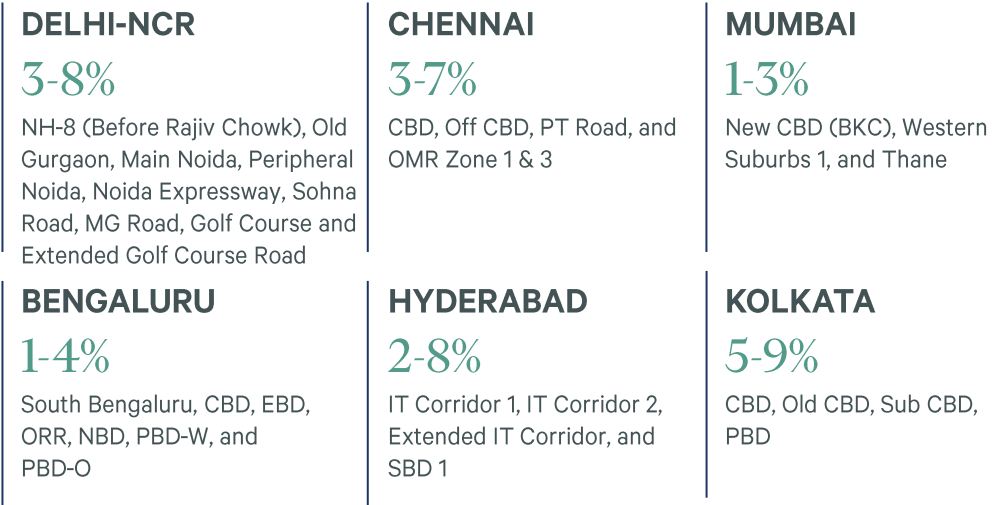 DELHI-NCR
3-8%
NH-8 (Before Rajiv Chowk), Old
Gurgaon, Main Noida, Peripheral
Noida, Noida Expressway, Sohna
Road, MG Road, Golf Course and
Extended Golf Course Road
CHENNAI
3-7%
CBD, Off CBD, PT Road, and
OMR Zone 1 & 3
MUMBAI
1-3%
New CBD (BKC), Western
Suburbs 1, and Thane
BENGALURU
1-4%
South Bengaluru, CBD, EBD,
ORR, NBD, PBD-W, and
PBD-O
HYDERABAD
2-8%
IT Corridor 1, IT Corridor 2,
Extended IT Corridor, and
SBD 1
KOLKATA
5-9%
CBD, Old CBD, Sub CBD,
PBD